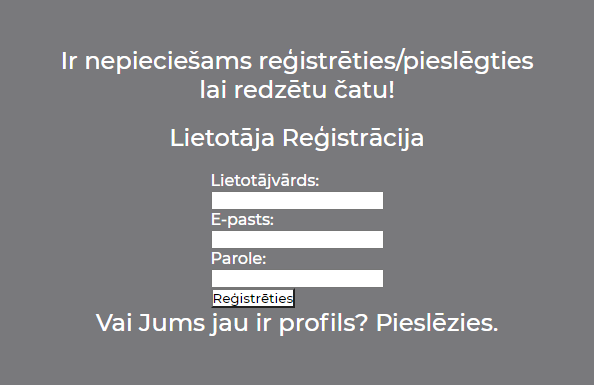 Ir nepieciešams reģistrēties/pieslēgties
lai redzētu čatu!
Lietotāja Reģistrācija
Lietotājvārds:
E-pasts:
Parole:
Reģistrēties
Vai Jums jau ir profils? Pieslēzies.